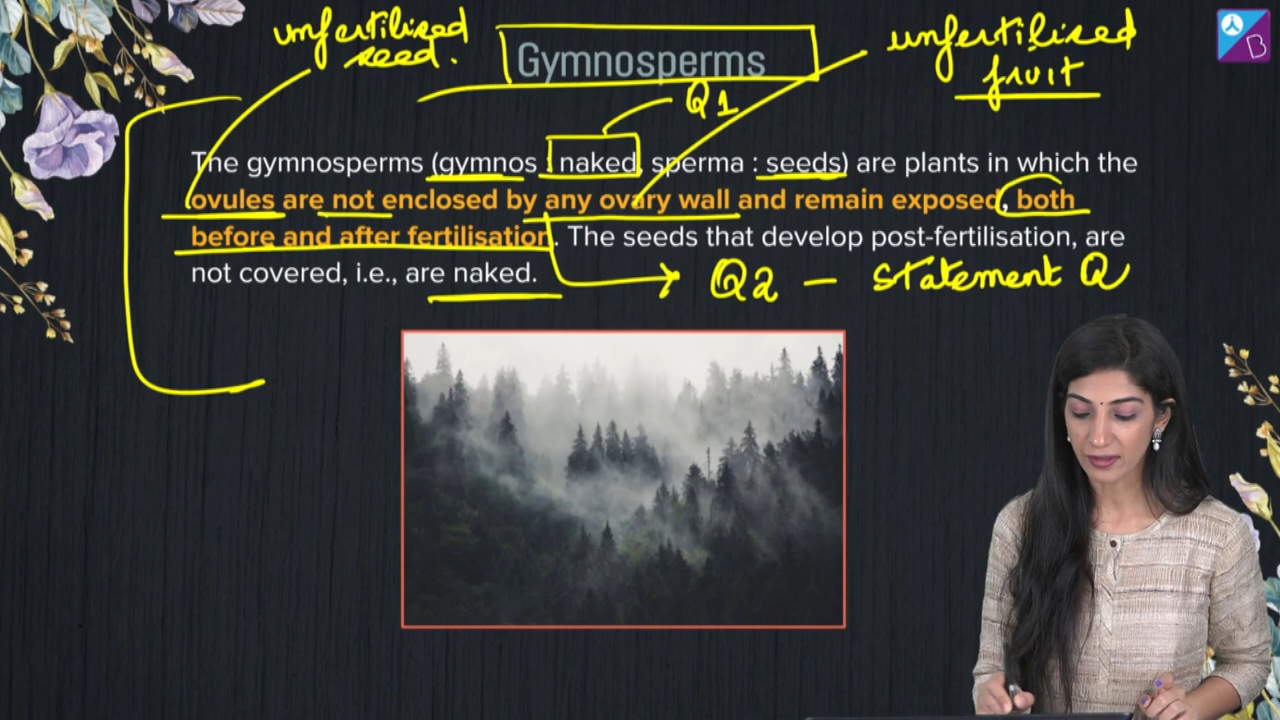 unfertilised
seed.
Gymnosperms
unfertilised
fruit
Q1
The gymnosperms (gymnos : naked, sperma : seeds) are plants in which the
ovules are not enclosed by any ovary wall and remain exposed, both
before and after fertilisation. The seeds that develop post-fertilisation, are
not covered, i.e., are naked.
Q2 – Statement Q
B